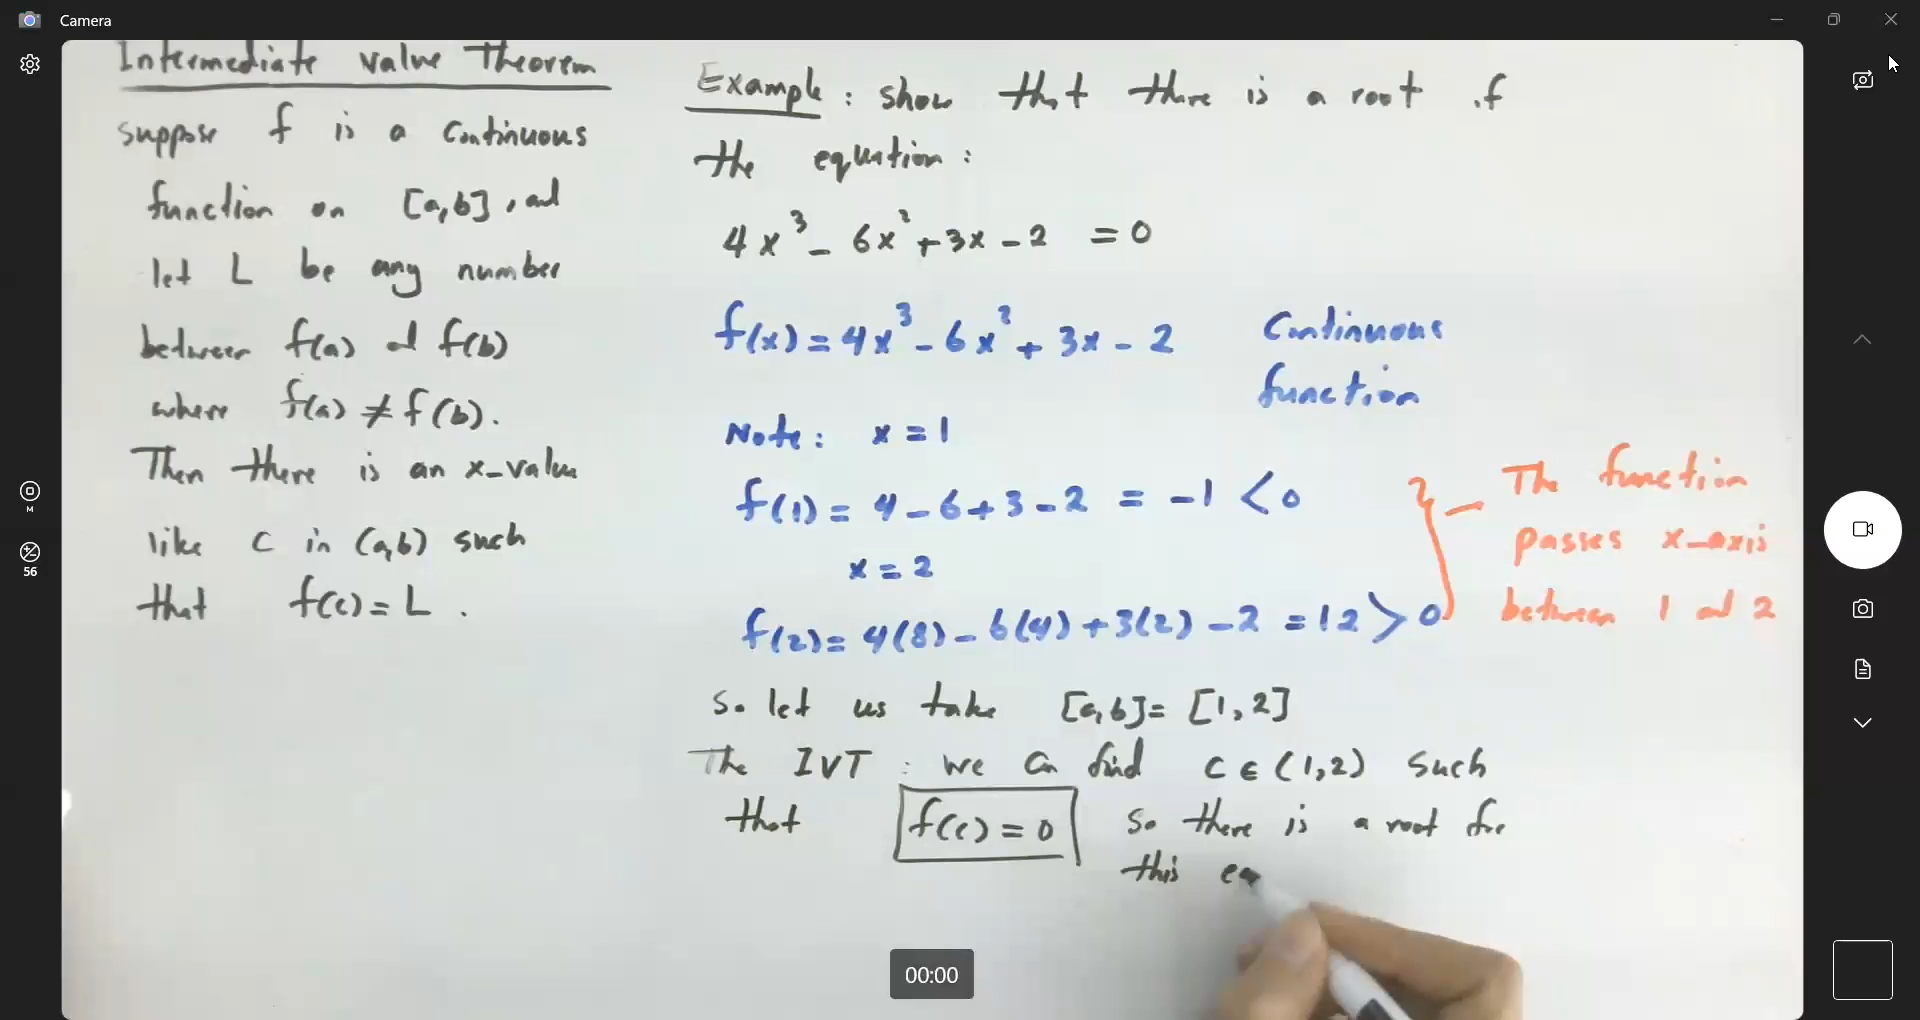 Camera
Intermediate value Theorem
suppose f is a continuous
function on [a,b], and
let L be any number
between f(a) and f(b)
where f(a) ≠ f(b).
Then there is an x-value
like c in (a,b) such
that f(c) = L.
Example: show that there is a root of
the equation:
4x³ - 6x² + 3x - 2 = 0
f(x) = 4x³ - 6x² + 3x - 2 Continuous
function
Note: x = 1
f(1) = 4 - 6 + 3 - 2 = -1 < 0
x = 2
f(2) = 4(8) - 6(4) + 3(2) - 2 = 12 > 0
The function
passes x-axis
between 1 and 2
So let us take [a,b] = [1,2]
The IVT: we can find c ∈ (1,2) such
that f(c) = 0 so there is a root for
this eq
M
56
00:00